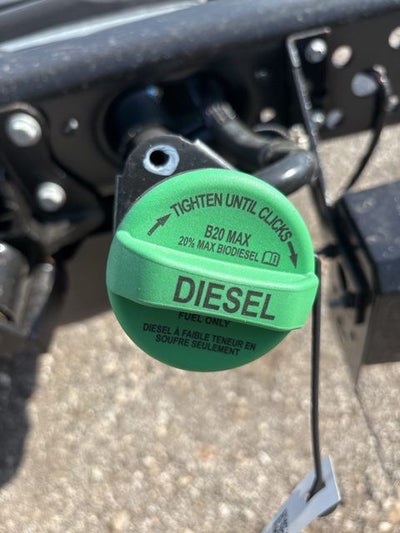 TIGHTEN UNTIL CLICKS
B20 MAX
20% MAX BIODIESEL
DIESEL
FUEL ONLY
DIESEL À FAIBLE TENEUR EN
SOUFRE SEULEMENT